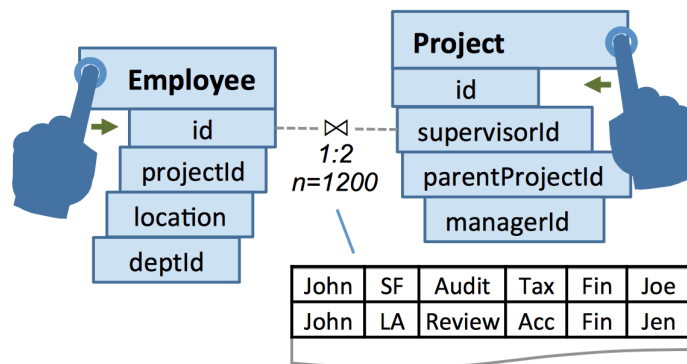 Employee
id
projectId
location
deptId
⋈
1:2
n=1200
Project
id
supervisorId
parentProjectId
managerId
John SF Audit Tax Fin Joe
John LA Review Acc Fin Jen